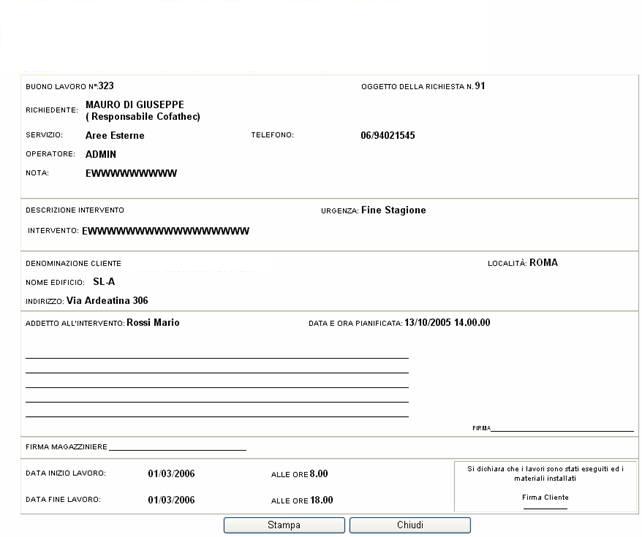 BUONO LAVORO N°:323 OGGETTO DELLA RICHIESTA N. 91
RICHIEDENTE: MAURO DI GIUSEPPE
( Responsabile Cofathec)
SERVIZIO: Aree Esterne TELEFONO: 06/94021545
OPERATORE: ADMIN
NOTA: EWWWWWWWWWW
DESCRIZIONE INTERVENTO URGENZA: Fine Stagione
INTERVENTO: EWWWWWWWWWWWWWWWWWW
DENOMINAZIONE CLIENTE LOCALITÀ: ROMA
NOME EDIFICIO: SL-A
INDIRIZZO: Via Ardeatina 306
ADDETTO ALL'INTERVENTO: Rossi Mario DATA E ORA PIANIFICATA: 13/10/2005 14.00.00
FIRMA
FIRMA MAGAZZINIERE
DATA INIZIO LAVORO: 01/03/2006 ALLE ORE 8.00
DATA FINE LAVORO: 01/03/2006 ALLE ORE 18.00
Si dichiara che i lavori sono stati eseguiti ed i
materiali installati
Firma Cliente
Stampa Chiudi